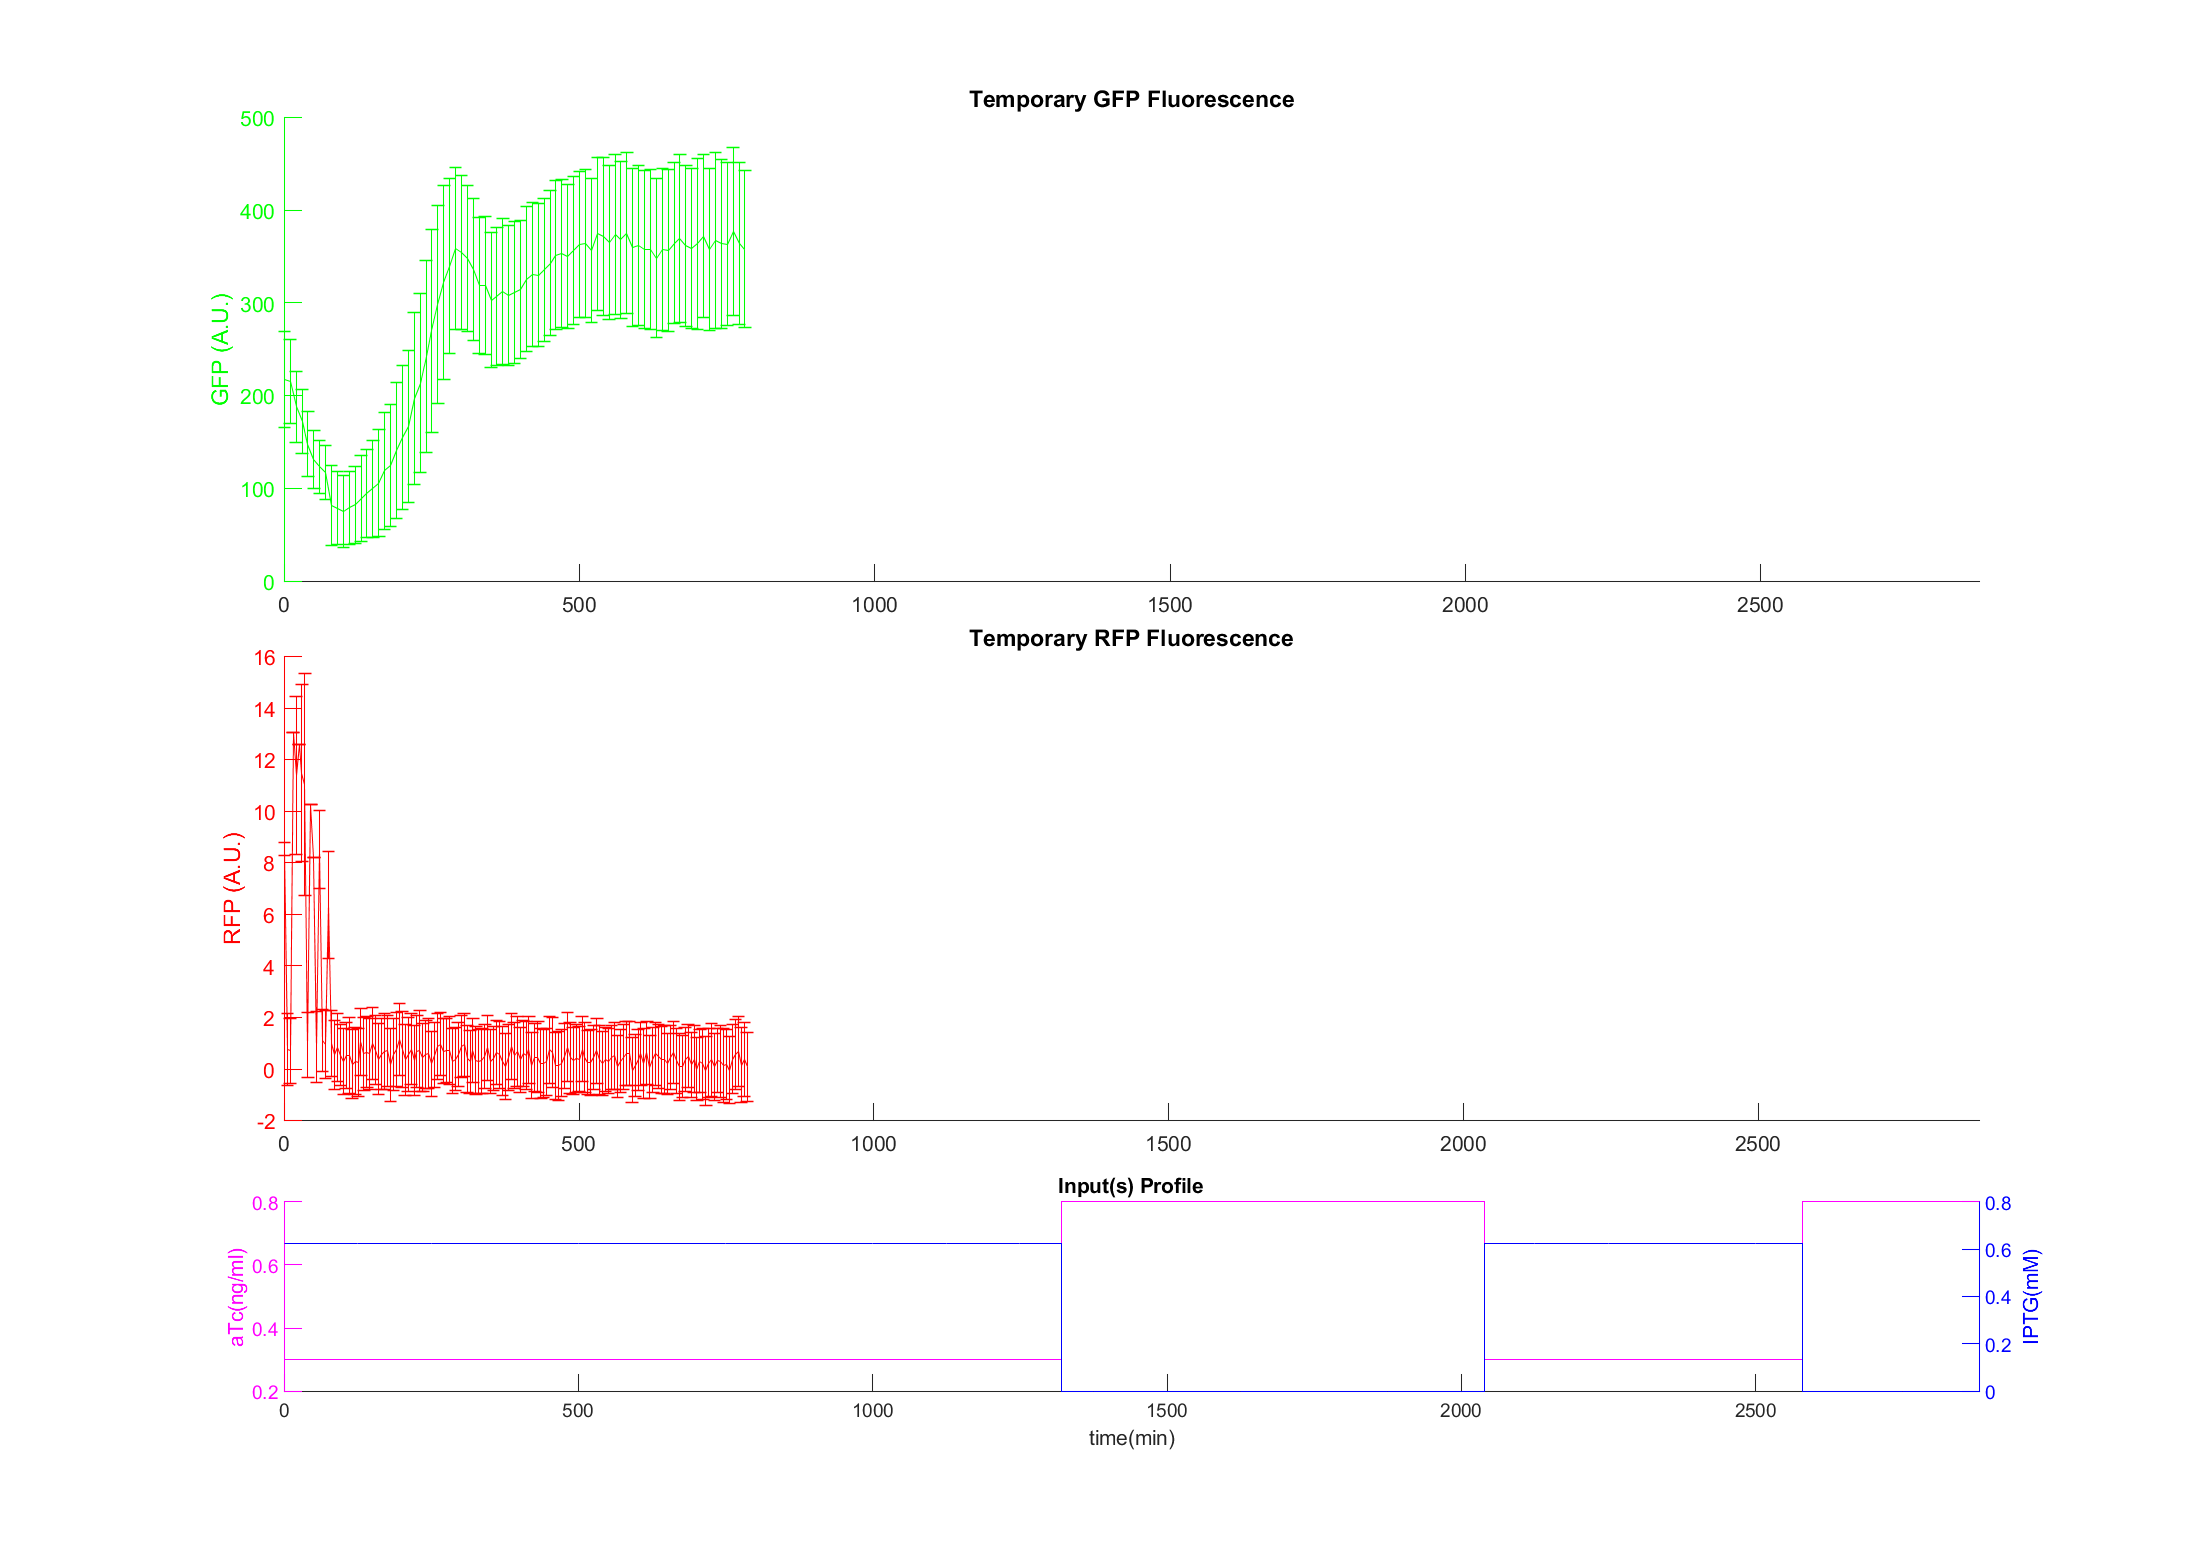 Temporary GFP Fluorescence
500
400
300
200
100
0
GFP (A.U.)
0 500 1000 1500 2000 2500
Temporary RFP Fluorescence
16
14
12
10
8
6
4
2
0
-2
RFP (A.U.)
0 500 1000 1500 2000 2500
Input(s) Profile
0.8
0.6
0.4
0.2
aTc(ng/ml)
0.8
0.6
0.4
0.2
0
IPTG(mM)
0 500 1000 1500 2000 2500
time(min)